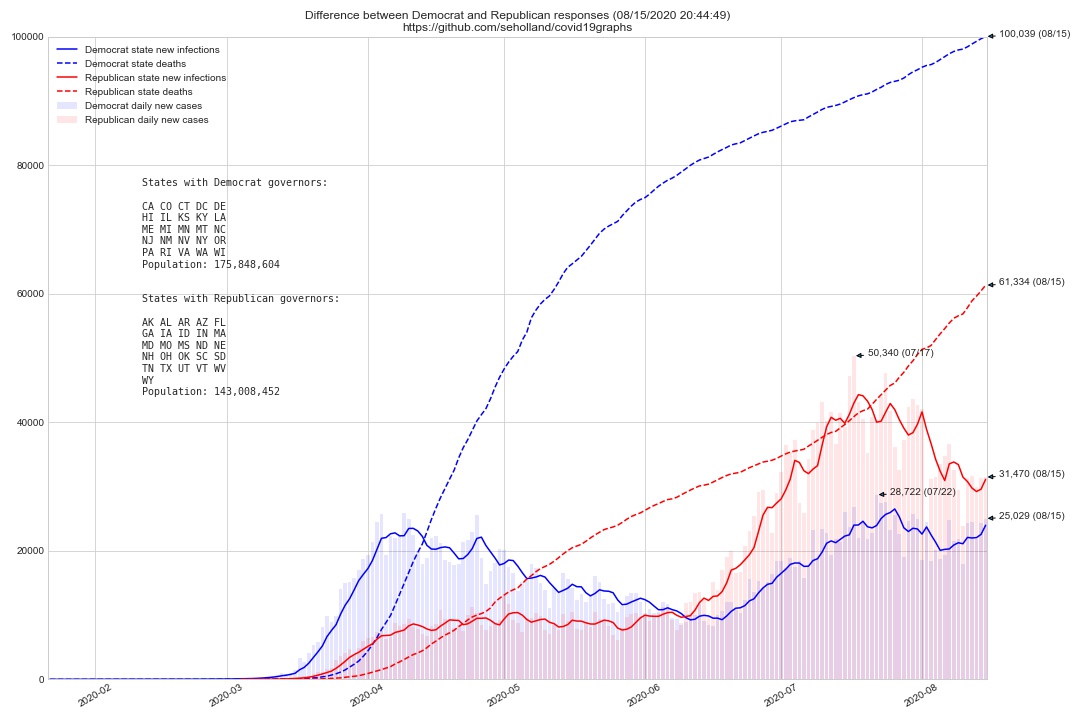 Difference between Democrat and Republican responses (08/15/2020 20:44:49)
https://github.com/seholland/covid19graphs
100000
80000
60000
40000
20000
0
Democrat state new infections
Democrat state deaths
Republican state new infections
Republican state deaths
Democrat daily new cases
Republican daily new cases
States with Democrat governors:
CA CO CT DC DE
HI IL KS KY LA
ME MI MN MT NC
NJ NM NV NY OR
PA RI VA WA WI
Population: 175,848,604
States with Republican governors:
AK AL AR AZ FL
GA IA ID IN MA
MD MO MS ND NE
NH OH OK SC SD
TN TX UT VT WV
WY
Population: 143,008,452
100,039 (08/15)
61,334 (08/15)
50,340 (07/17)
31,470 (08/15)
28,722 (07/22)
25,029 (08/15)
2020-02
2020-03
2020-04
2020-05
2020-06
2020-07
2020-08